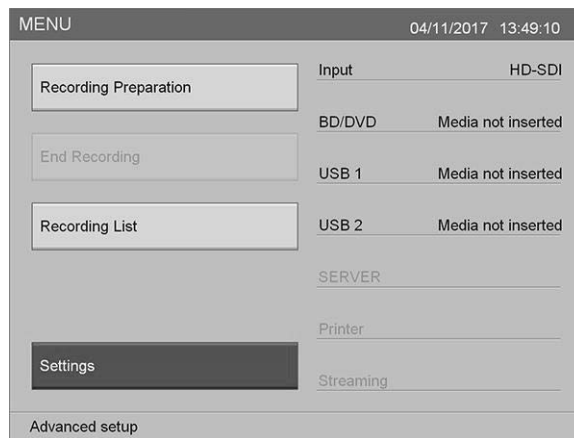 MENU 04/11/2017 13:49:10
Recording Preparation
End Recording
Recording List
Settings
Input HD-SDI
BD/DVD Media not inserted
USB 1 Media not inserted
USB 2 Media not inserted
SERVER
Printer
Streaming
Advanced setup